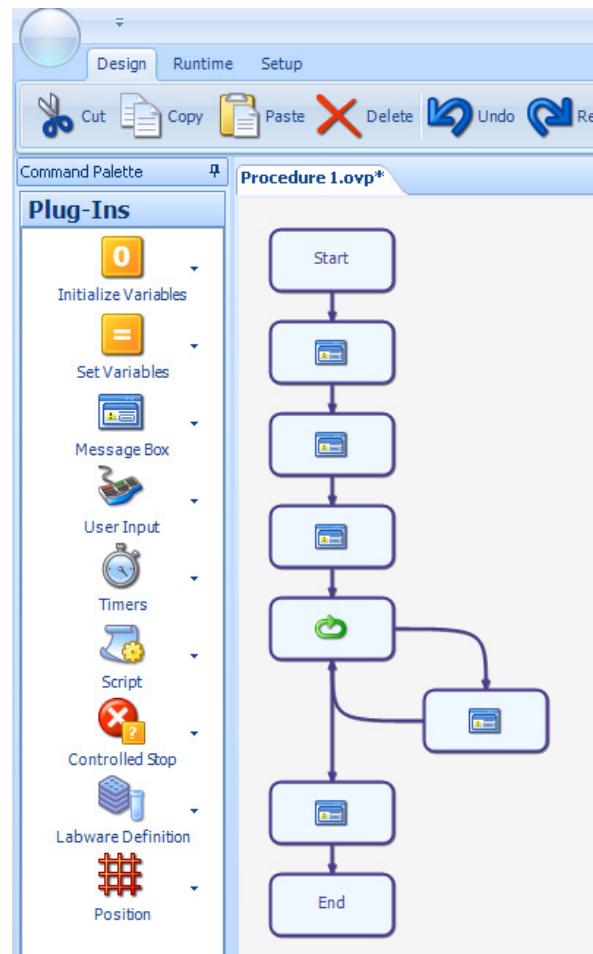 Design Runtime Setup
Cut Copy Paste Delete Undo Re
Command Palette
Procedure 1.ovp*
Plug-Ins
0
Initialize Variables
=
Set Variables
Message Box
User Input
Timers
Script
?
Controlled Stop
Labware Definition
Position
Start
End